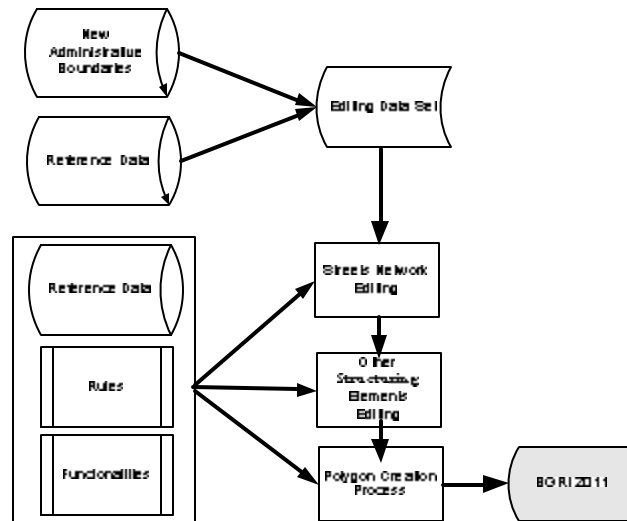 New
Administrative
Boundaries
Editing Data Set
Reference Data
Reference Data
Streets Network
Editing
Rules
Other
Structuring
Elements
Editing
Funcionalities
Polygon Creation
Process
BGRI 2011